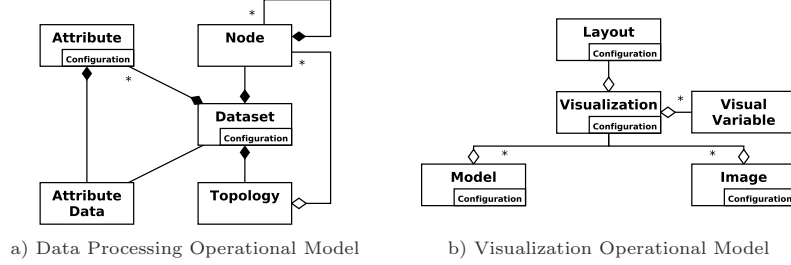 *
Attribute
Configuration
Node
*
*
Dataset
Configuration
Attribute
Data
Topology
a) Data Processing Operational Model
Layout
Configuration
Visualization
Configuration
*
Visual
Variable
*
*
Model
Configuration
Image
Configuration
b) Visualization Operational Model